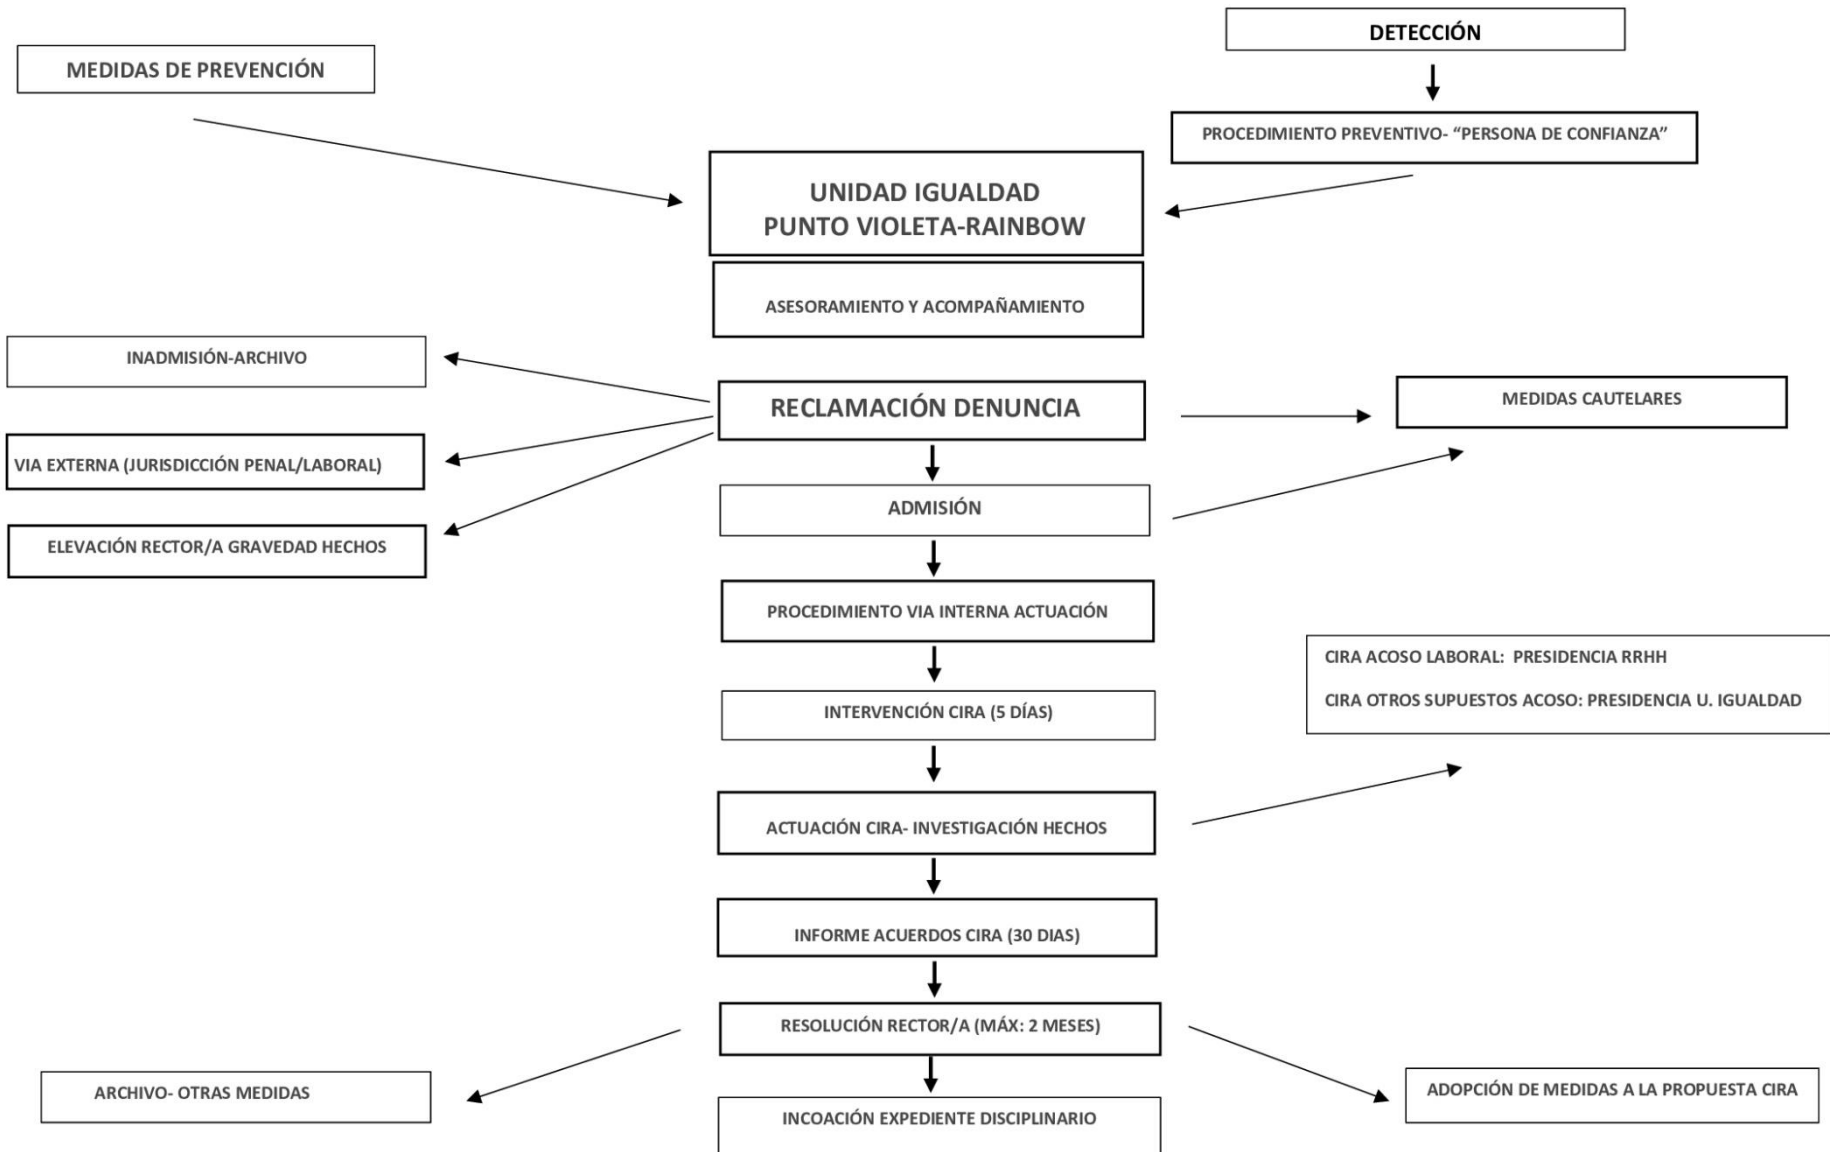 DETECCIÓN
MEDIDAS DE PREVENCIÓN
PROCEDIMIENTO PREVENTIVO- “PERSONA DE CONFIANZA”
UNIDAD IGUALDAD
PUNTO VIOLETA-RAINBOW
ASESORAMIENTO Y ACOMPAÑAMIENTO
INADMISIÓN-ARCHIVO
RECLAMACIÓN DENUNCIA
MEDIDAS CAUTELARES
VIA EXTERNA (JURISDICCIÓN PENAL/LABORAL)
ADMISIÓN
ELEVACIÓN RECTOR/A GRAVEDAD HECHOS
PROCEDIMIENTO VIA INTERNA ACTUACIÓN
CIRA ACOSO LABORAL: PRESIDENCIA RRHH
CIRA OTROS SUPUESTOS ACOSO: PRESIDENCIA U. IGUALDAD
INTERVENCIÓN CIRA (5 DÍAS)
ACTUACIÓN CIRA- INVESTIGACIÓN HECHOS
INFORME ACUERDOS CIRA (30 DIAS)
RESOLUCIÓN RECTOR/A (MÁX: 2 MESES)
ARCHIVO- OTRAS MEDIDAS
ADOPCIÓN DE MEDIDAS A LA PROPUESTA CIRA
INCOACIÓN EXPEDIENTE DISCIPLINARIO